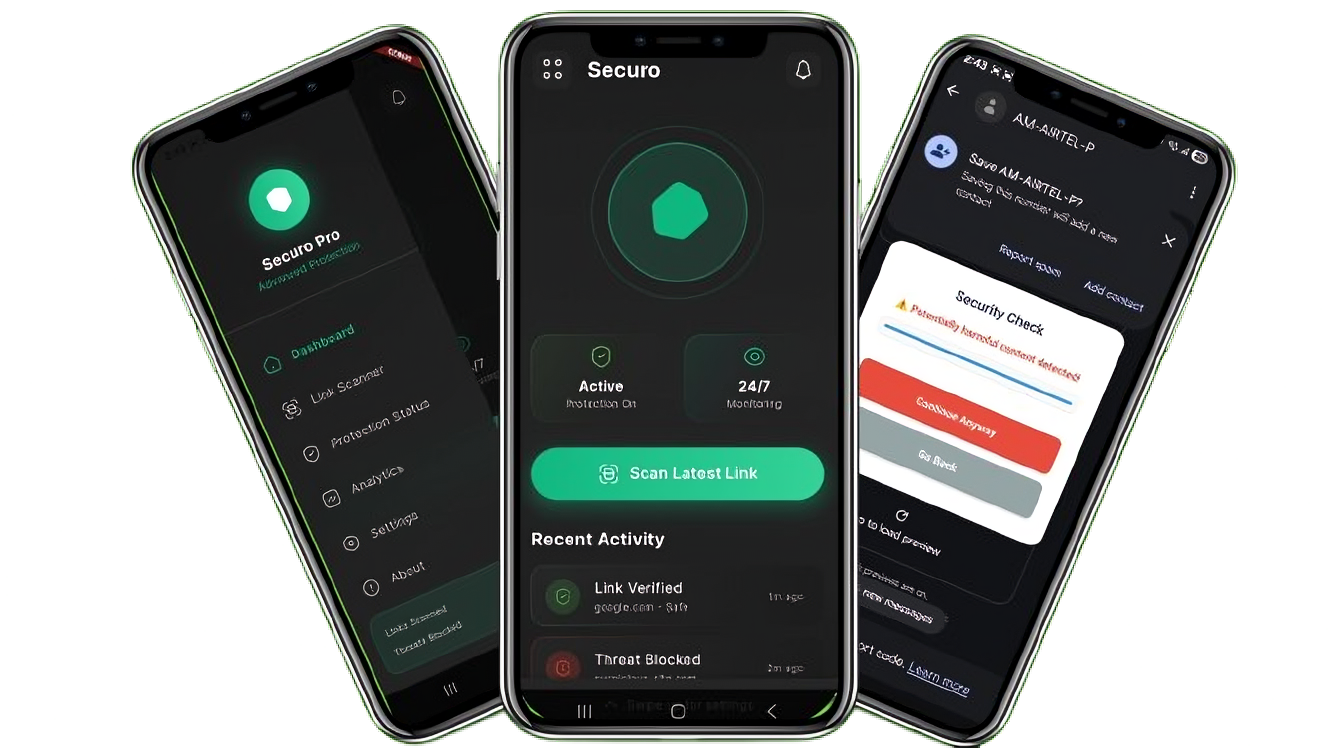 Securo Pro
Advanced Protection
Dashboard
Link Scanner
Protection Status
Analytics
Settings
About
Links Scanned
Threats Blocked
/7
Securo
Active
Protection On
24/7
Monitoring
Scan Latest Link
Recent Activity
Link Verified
google.com - Safe
1m ago
Threat Blocked
2m ago
2:43
AM-AIRTEL-P
Save AM-AIRTEL-P?
Saving this number will add a new
contact
Report spam
Add contact
Security Check
⚠ Potentially harmful content detected!
Continue Anyway
Go Back
to load preview
new messages
Learn more